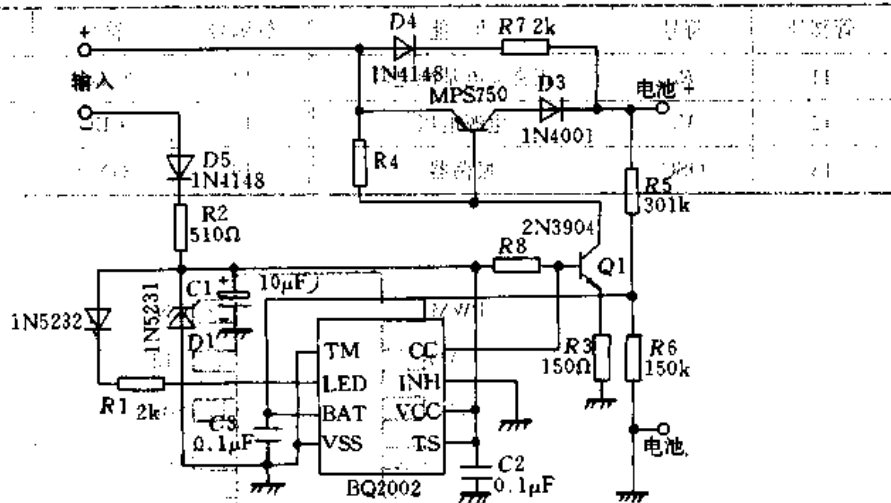 +
输入
D4
1N4148
R7 2k
MPS750
D3
1N4001
电池+
D5
1N4148
R4
R5
301k
R2
510Ω
2N3904
R8
Q1
1N5232
1N5231
D1
C1
+
10μF
R3
150Ω
R6
150k
R1 2k
TM
LED
BAT
VSS
CC
INH
VCC
TS
BQ2002
C3
0.1μF
C2
0.1μF
电池